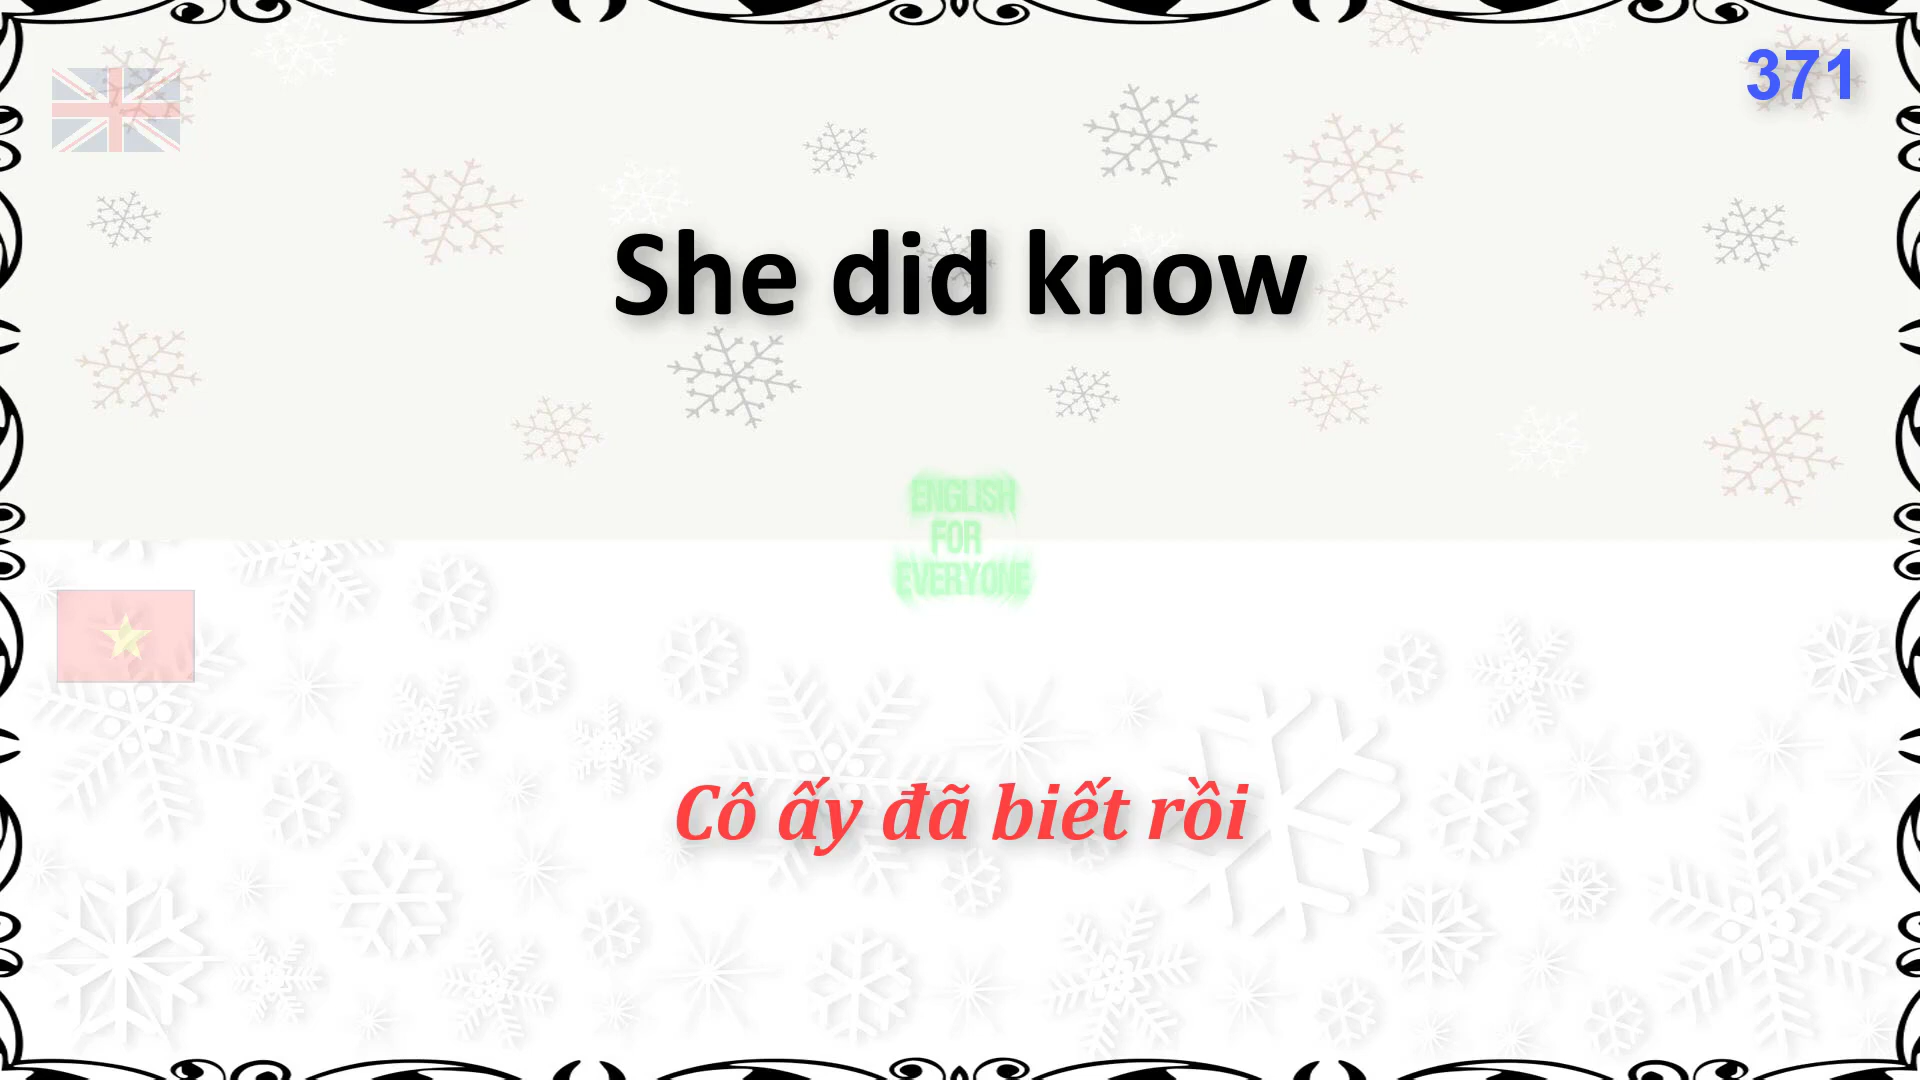 371
She did know
ENGLISH
FOR
EVERYONE
Cô ấy đã biết rồi